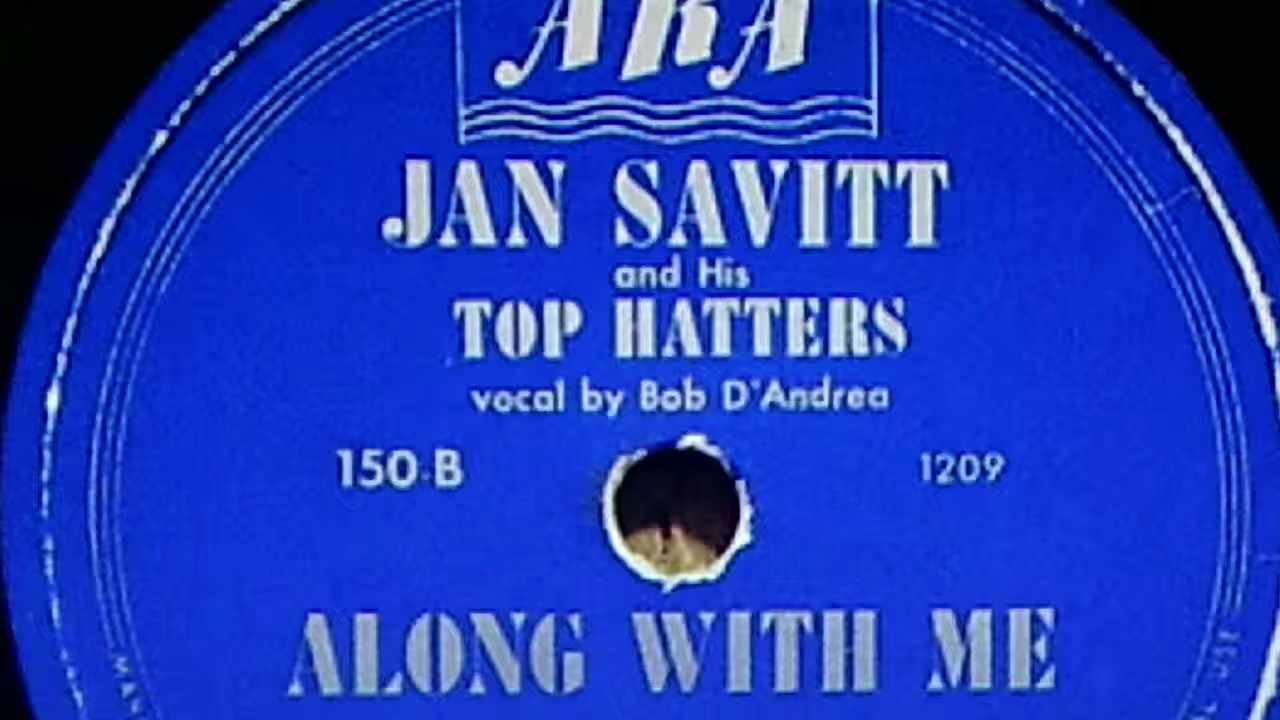 ARA
JAN SAVITT
and His
TOP HATTERS
vocal by Bob D'Andrea
150-B
1209
ALONG WITH ME